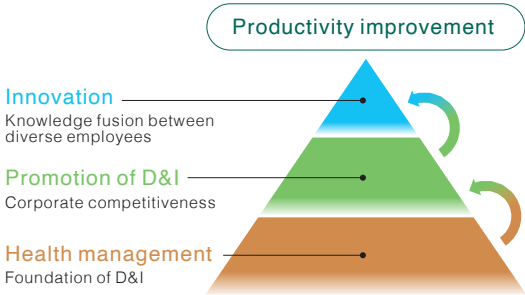 Productivity improvement
Innovation
Knowledge fusion between
diverse employees
Promotion of D&I
Corporate competitiveness
Health management
Foundation of D&I